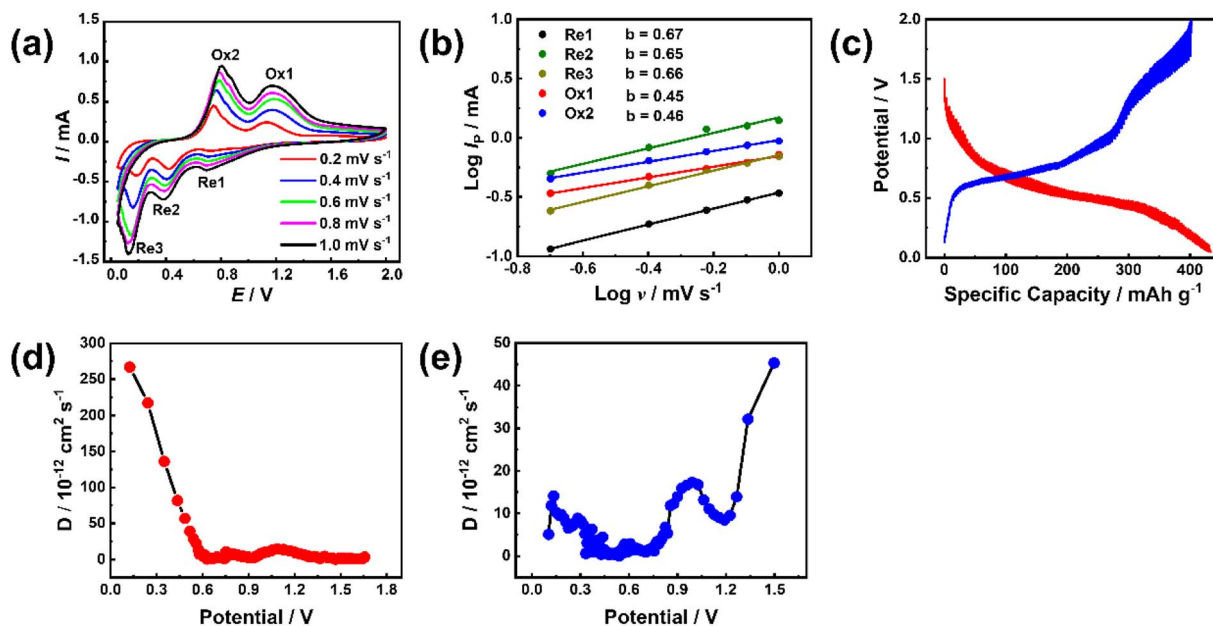 (a)
1.5
1.0
0.5
0.0
-0.5
-1.0
-1.5
I / mA
Ox2
Ox1
Re1
Re2
Re3
0.2 mV s⁻¹
0.4 mV s⁻¹
0.6 mV s⁻¹
0.8 mV s⁻¹
1.0 mV s⁻¹
0.0 0.4 0.8 1.2 1.6 2.0
E / V
(b)
1.0
0.5
0.0
-0.5
-1.0
Log Iₚ / mA
Re1 b = 0.67
Re2 b = 0.65
Re3 b = 0.66
Ox1 b = 0.45
Ox2 b = 0.46
-0.8 -0.6 -0.4 -0.2 0.0
Log ν / mV s⁻¹
(c)
2.0
1.5
1.0
0.5
0.0
Potential / V
0 100 200 300 400
Specific Capacity / mAh g⁻¹
(d)
300
250
200
150
100
50
0
D / 10⁻¹² cm² s⁻¹
0.0 0.3 0.6 0.9 1.2 1.5 1.8
Potential / V
(e)
50
40
30
20
10
0
D / 10⁻¹² cm² s⁻¹
0.0 0.3 0.6 0.9 1.2 1.5 1.8
Potential / V